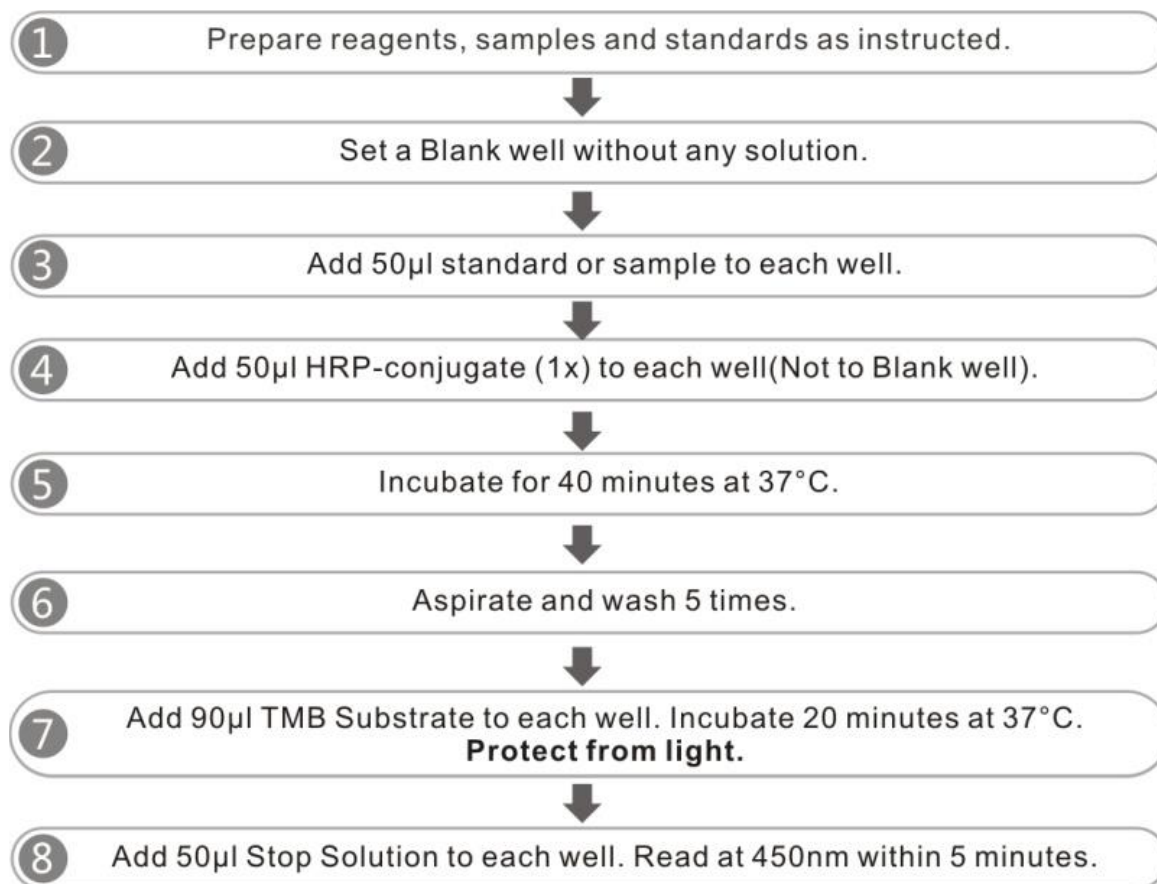 1 Prepare reagents, samples and standards as instructed.
2 Set a Blank well without any solution.
3 Add 50µl standard or sample to each well.
4 Add 50µl HRP-conjugate (1x) to each well(Not to Blank well).
5 Incubate for 40 minutes at 37°C.
6 Aspirate and wash 5 times.
7 Add 90µl TMB Substrate to each well. Incubate 20 minutes at 37°C.
Protect from light.
8 Add 50µl Stop Solution to each well. Read at 450nm within 5 minutes.